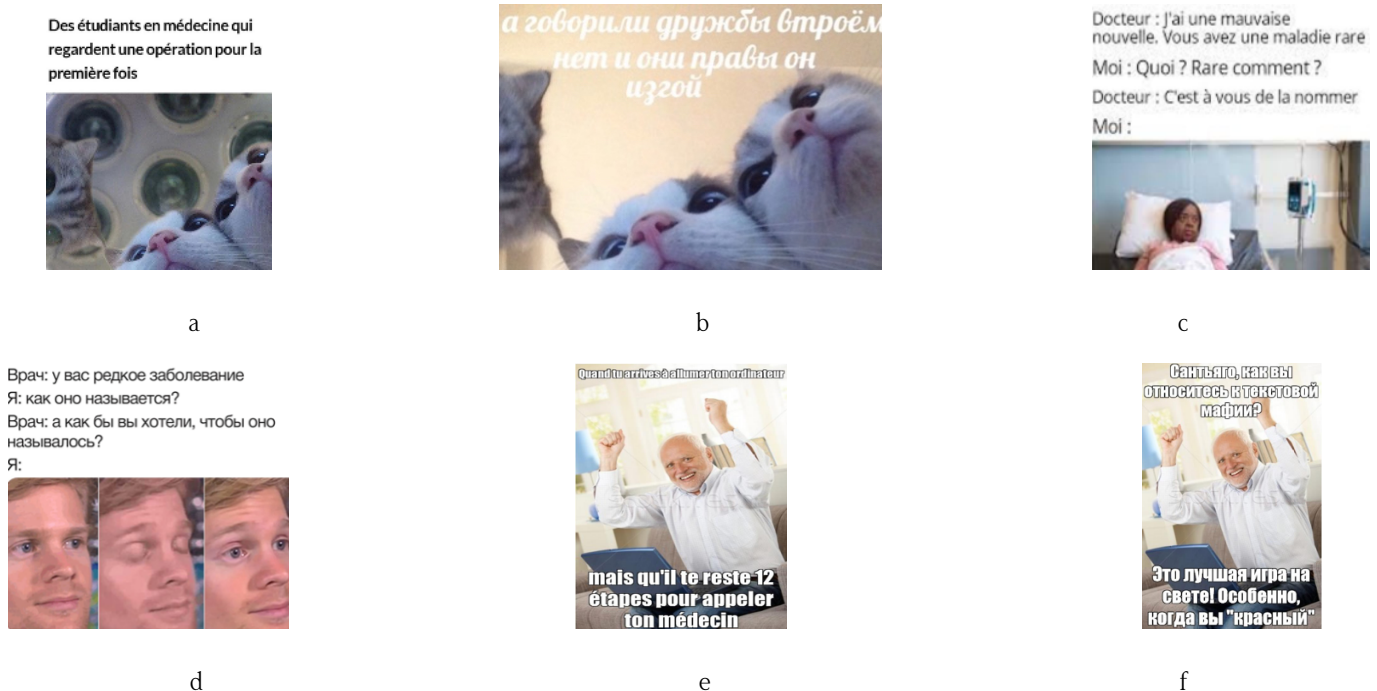 Des étudiants en médecine qui
regardent une opération pour la
première fois
а говорили дружбы втроём
нет и они правы он
изгой
Docteur : J'ai une mauvaise
nouvelle. Vous avez une maladie rare
Moi : Quoi ? Rare comment ?
Docteur : C'est à vous de la nommer
Moi :
a
b
c
Врач: у вас редкое заболевание
Я: как оно называется?
Врач: а как бы вы хотели, чтобы оно
называлось?
Я:
Quand tu arrives à allumer ton ordinateur
mais qu'il te reste 12
étapes pour appeler
ton médecin
Сантьяго, как вы
относитесь к текстовой
мафии?
Это лучшая игра на
свете! Особенно,
когда вы "красный"
d
e
f